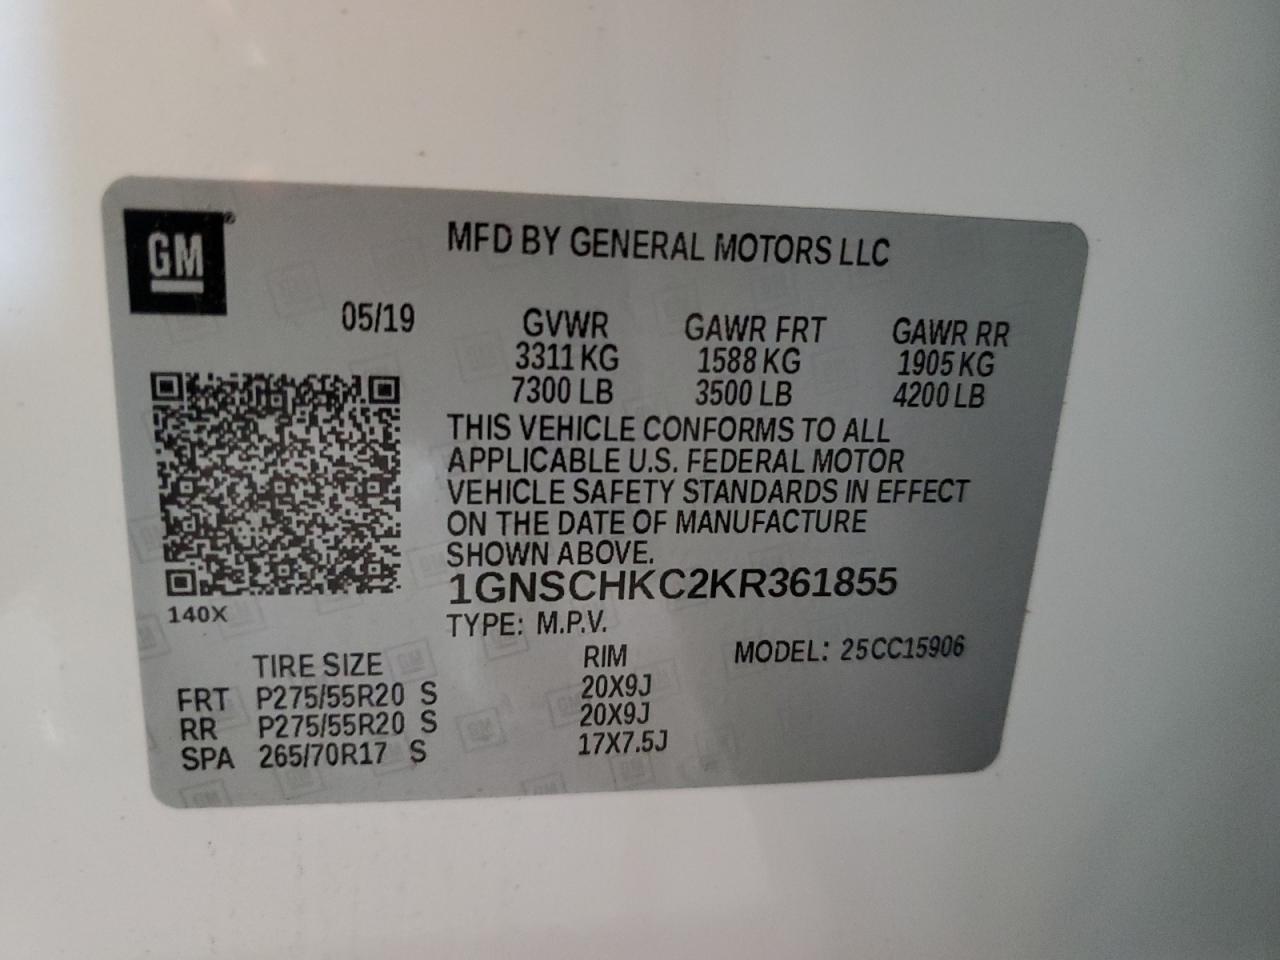 GM
MFD BY GENERAL MOTORS LLC
05/19
GVWR GAWR FRT GAWR RR
3311 KG 1588 KG 1905 KG
7300 LB 3500 LB 4200 LB
THIS VEHICLE CONFORMS TO ALL
APPLICABLE U.S. FEDERAL MOTOR
VEHICLE SAFETY STANDARDS IN EFFECT
ON THE DATE OF MANUFACTURE
SHOWN ABOVE.
1GNSCHKC2KR361855
140X
TYPE: M.P.V.
MODEL: 25CC15906
TIRE SIZE RIM
FRT P275/55R20 S 20X9J
RR P275/55R20 S 20X9J
SPA 265/70R17 S 17X7.5J